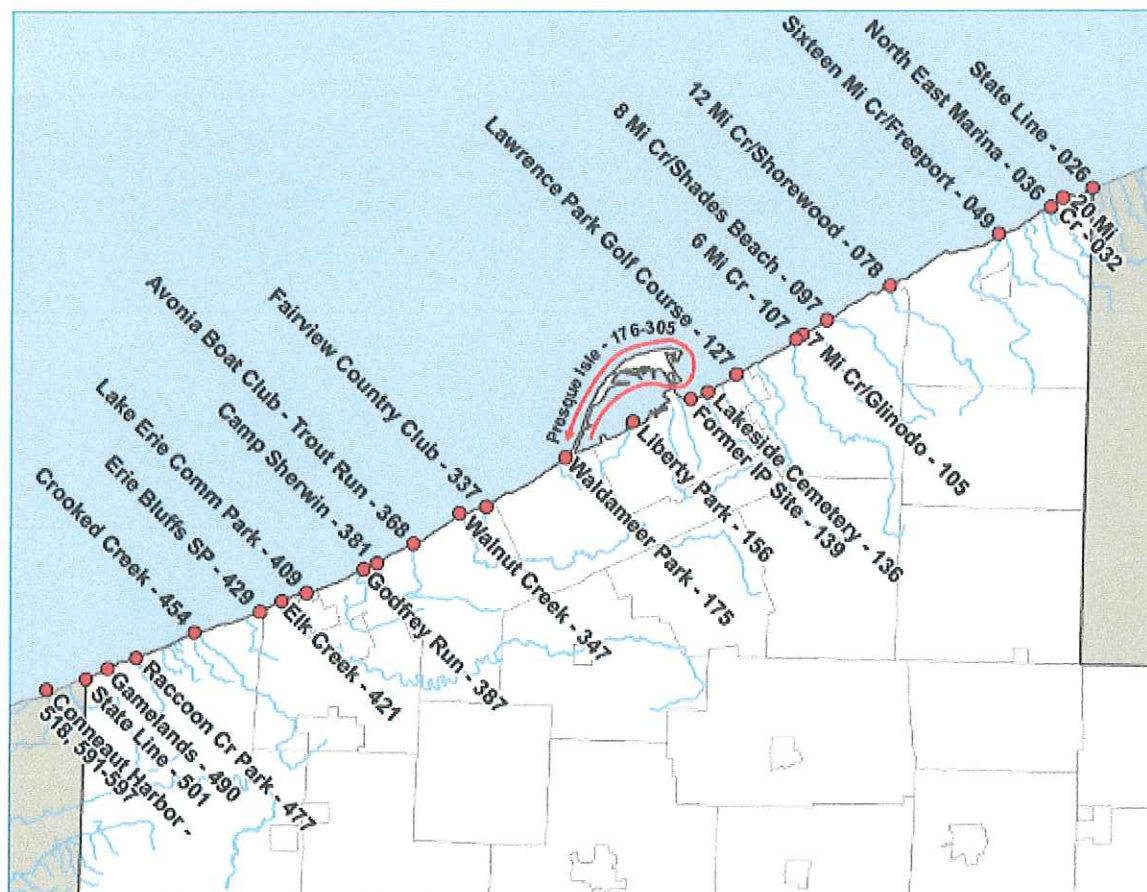 State Line - 026
20 Mi
Cr - 032
North East Marina - 036
Sixteen Mi Cr/Freeport - 049
12 Mi Cr/Shorewood - 078
8 Mi Cr/Shades Beach - 097
7 Mi Cr/Glinodo - 105
6 Mi Cr - 107
Lawrence Park Golf Course - 127
Lakeside Cemetery - 136
Former IP Site - 139
Liberty Park - 156
Waldameer Park - 175
Presque Isle - 176-305
Fairview Country Club - 337
Walnut Creek - 347
Avonia Boat Club - Trout Run - 368
Camp Sherwin - 381
Godfrey Run - 387
Lake Erie Comm Park - 409
Elk Creek - 421
Erie Bluffs SP - 429
Crooked Creek - 454
Raccoon Cr Park - 477
Gamelands - 490
State Line - 501
Conneaut Harbor -
518, 591-597